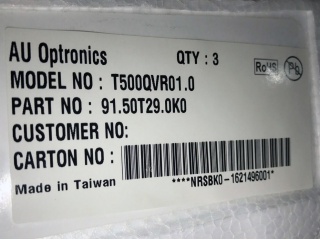 AU Optronics QTY : 3 RoHS Pb
MODEL NO : T500QVR01.0
PART NO : 91.50T29.0K0
CUSTOMER NO:
CARTON NO :
Made in Taiwan ****NRSBK0-1621496001*